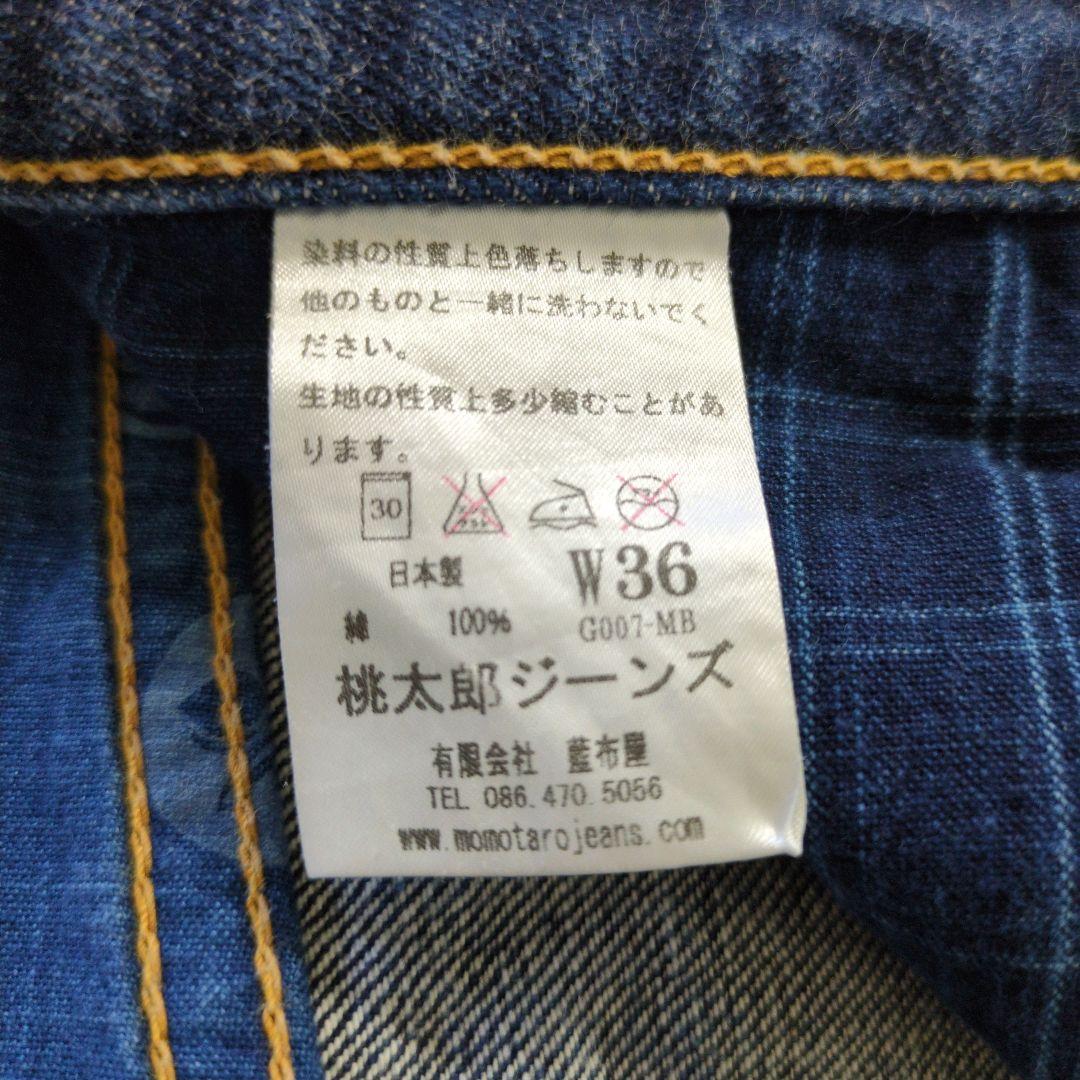 染料の性質上色落ちしますので
他のものと一緒に洗わないでく
ださい。
生地の性質上多少縮むことがあ
ります。
30
日本製 W36
綿 100% G007-MB
桃太郎ジーンズ
有限会社 藍布屋
TEL 086.470.5056
www.momotarojeans.com